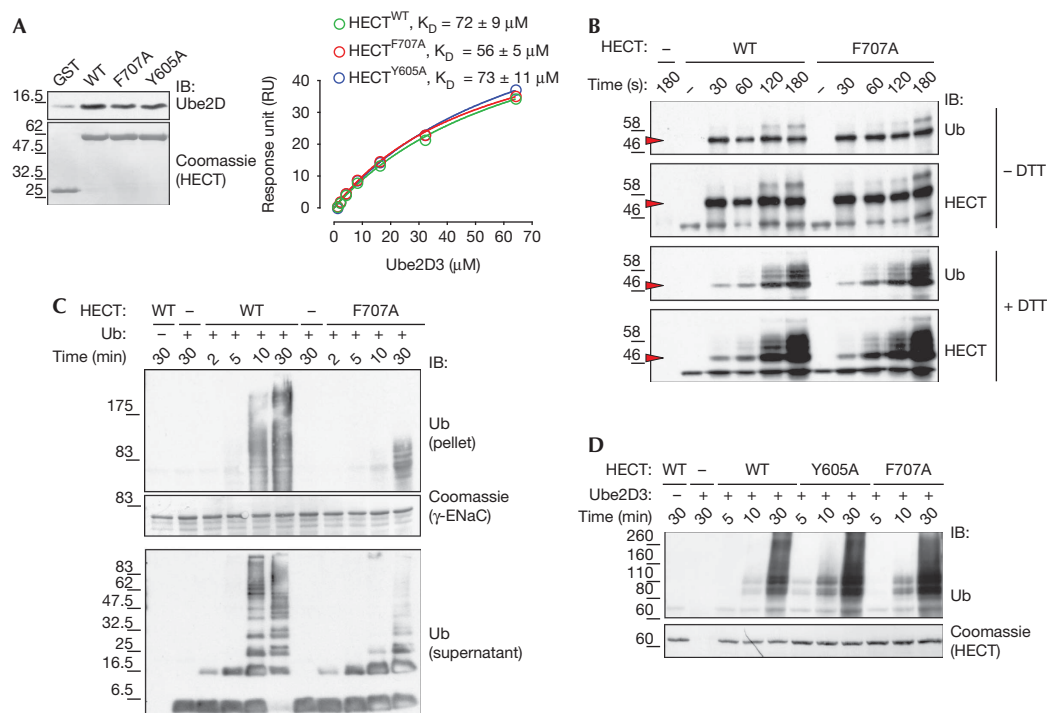 A
GST WT F707A Y605A
IB:
16.5 Ube2D
62
47.5
32.5
25
Coomassie
(HECT)
HECT^WT, K_D = 72 ± 9 μM
HECT^F707A, K_D = 56 ± 5 μM
HECT^Y605A, K_D = 73 ± 11 μM
Response unit (RU)
40
30
20
10
0
0 10 20 30 40 50 60 70
Ube2D3 (μM)
B
HECT: – WT F707A
Time (s): 180 – 30 60 120 180 – 30 60 120 180
IB:
58
46
Ub
58
46
HECT
– DTT
58
46
Ub
58
46
HECT
+ DTT
C
HECT: WT – WT – F707A
Ub: – + + + + + + + + + +
Time (min) 30 30 2 5 10 30 30 2 5 10 30
IB:
175
83
Ub
(pellet)
83
Coomassie
(γ-ENaC)
83
62
47.5
32.5
25
16.5
6.5
Ub
(supernatant)
D
HECT: WT – WT Y605A F707A
Ube2D3: – + + + + + + + + + +
Time (min) 30 30 5 10 30 5 10 30 5 10 30
IB:
260
160
110
80
60
Ub
60
Coomassie
(HECT)